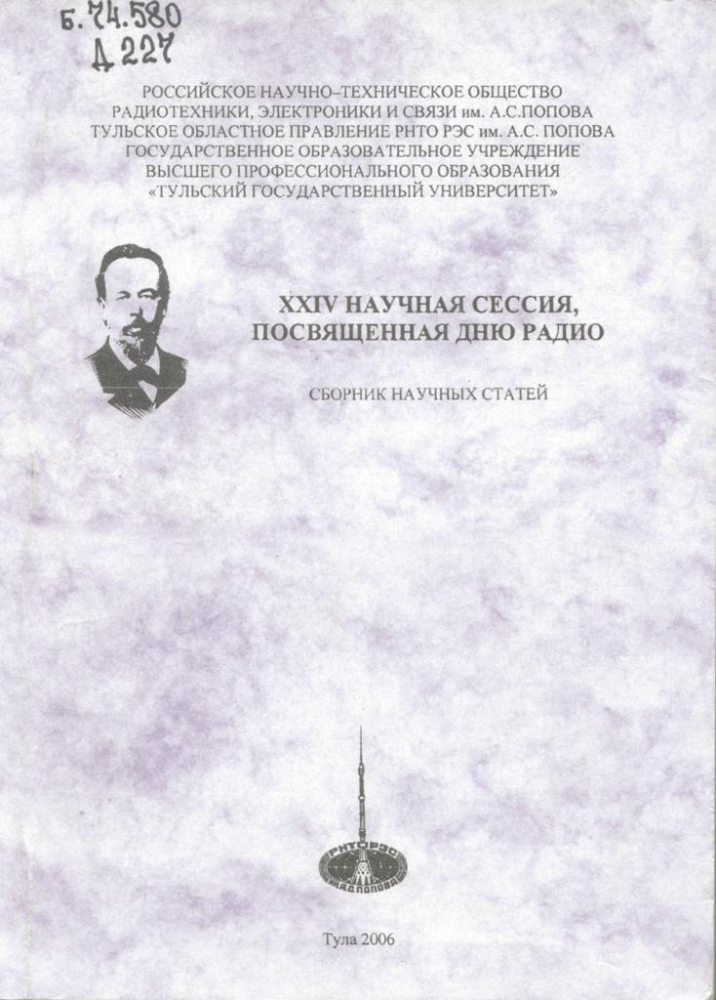 Б.74.580
Д 227
РОССИЙСКОЕ НАУЧНО–ТЕХНИЧЕСКОЕ ОБЩЕСТВО
РАДИОТЕХНИКИ, ЭЛЕКТРОНИКИ И СВЯЗИ им. А.С.ПОПОВА
ТУЛЬСКОЕ ОБЛАСТНОЕ ПРАВЛЕНИЕ РНТО РЭС им. А.С. ПОПОВА
ГОСУДАРСТВЕННОЕ ОБРАЗОВАТЕЛЬНОЕ УЧРЕЖДЕНИЕ
ВЫСШЕГО ПРОФЕССИОНАЛЬНОГО ОБРАЗОВАНИЯ
«ТУЛЬСКИЙ ГОСУДАРСТВЕННЫЙ УНИВЕРСИТЕТ»
XXIV НАУЧНАЯ СЕССИЯ,
ПОСВЯЩЕННАЯ ДНЮ РАДИО
СБОРНИК НАУЧНЫХ СТАТЕЙ
РНТОРЭС
ИМ.А.С.ПОПОВА
Тула 2006